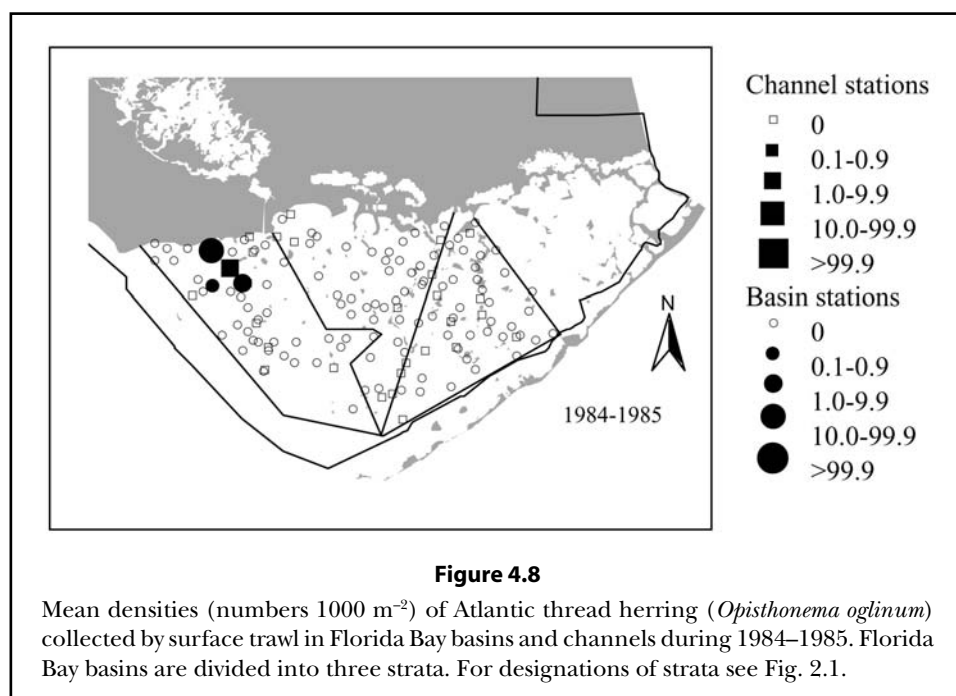 N
1984-1985
Channel stations
0
0.1-0.9
1.0-9.9
10.0-99.9
>99.9
Basin stations
0
0.1-0.9
1.0-9.9
10.0-99.9
>99.9
Figure 4.8
Mean densities (numbers 1000 m⁻²) of Atlantic thread herring (Opisthonema oglinum)
collected by surface trawl in Florida Bay basins and channels during 1984–1985. Florida
Bay basins are divided into three strata. For designations of strata see Fig. 2.1.